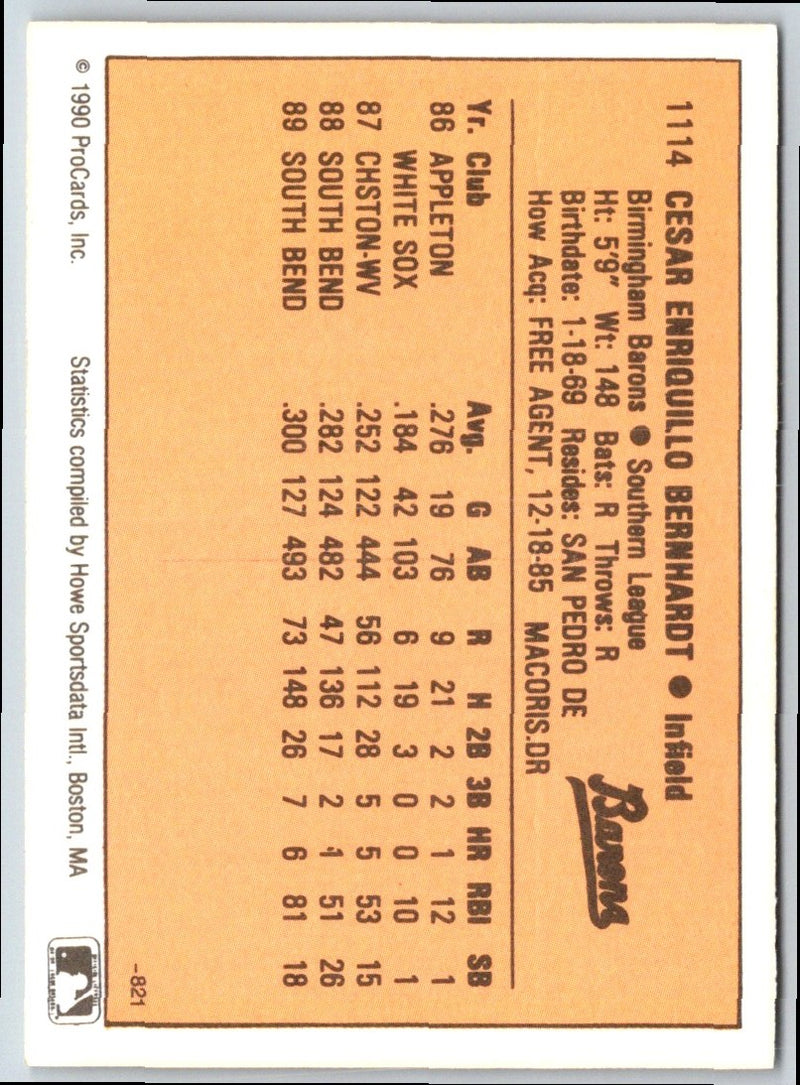 1114 CESAR ENRIQUILLO BERNHARDT ● Infield
Birmingham Barons ● Southern League
Ht: 5'9" Wt: 148 Bats: R Throws: R
Birthdate: 1-18-69 Resides: SAN PEDRO DE
How Acq: FREE AGENT, 12-18-85 MACORIS.DR
Barons
Yr. Club Avg. G AB R H 2B 3B HR RBI SB
86 APPLETON .276 19 76 9 21 2 2 1 12 1
WHITE SOX .184 42 103 6 19 3 0 0 10 1
87 CHSTON-WV .252 122 444 56 112 28 5 5 53 15
88 SOUTH BEND .282 124 482 47 136 17 2 1 51 26
89 SOUTH BEND .300 127 493 73 148 26 7 6 81 18
-821
© 1990 ProCards, Inc. Statistics compiled by Howe Sportsdata Intl., Boston, MA